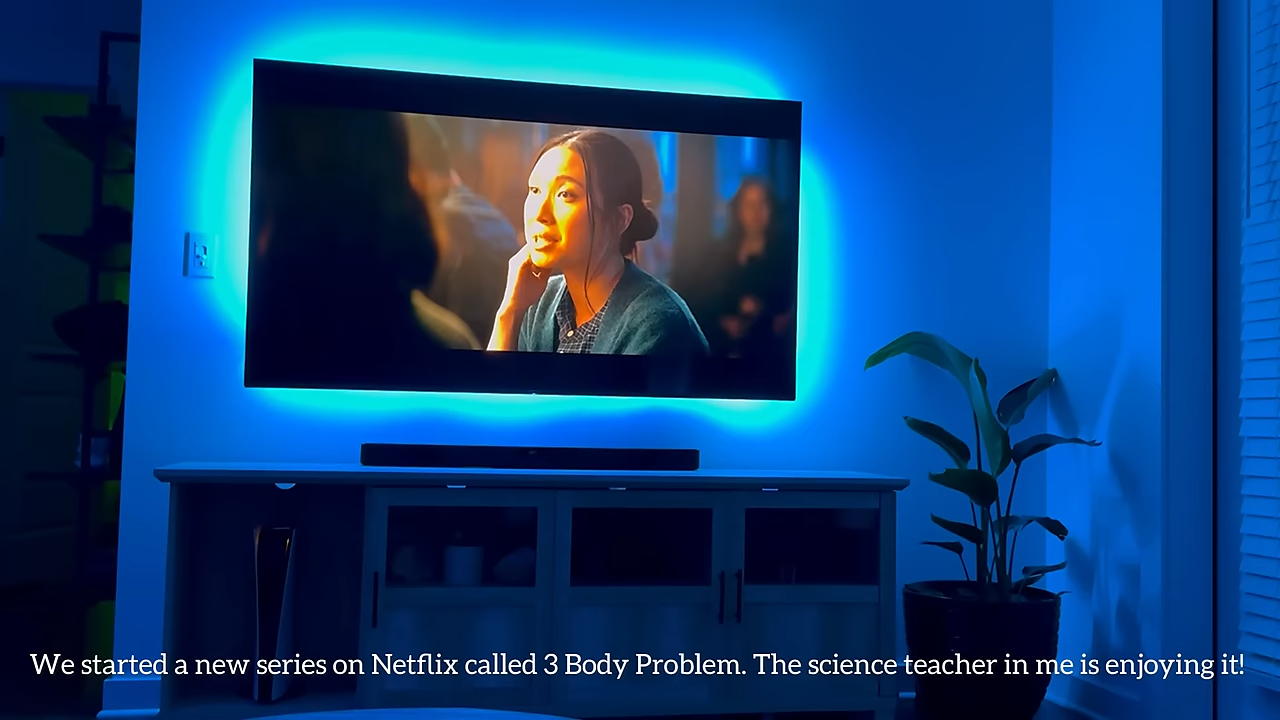 We started a new series on Netflix called 3 Body Problem. The science teacher in me is enjoying it!